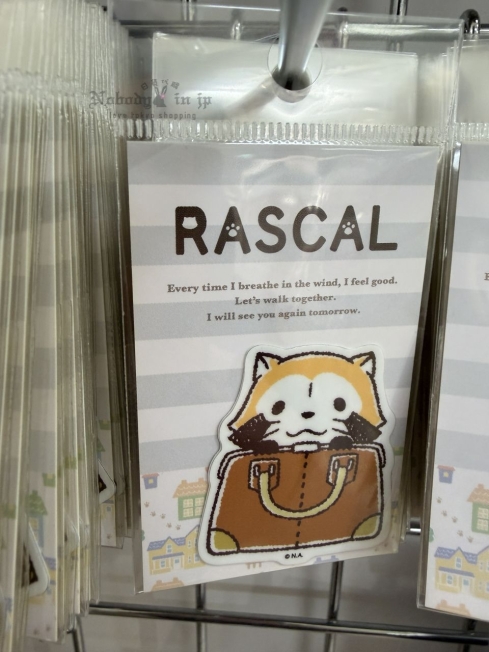 Nobody in jp
RASCAL
Every time I breathe in the wind, I feel good.
Let's walk together.
I will see you again tomorrow.
© N.A.